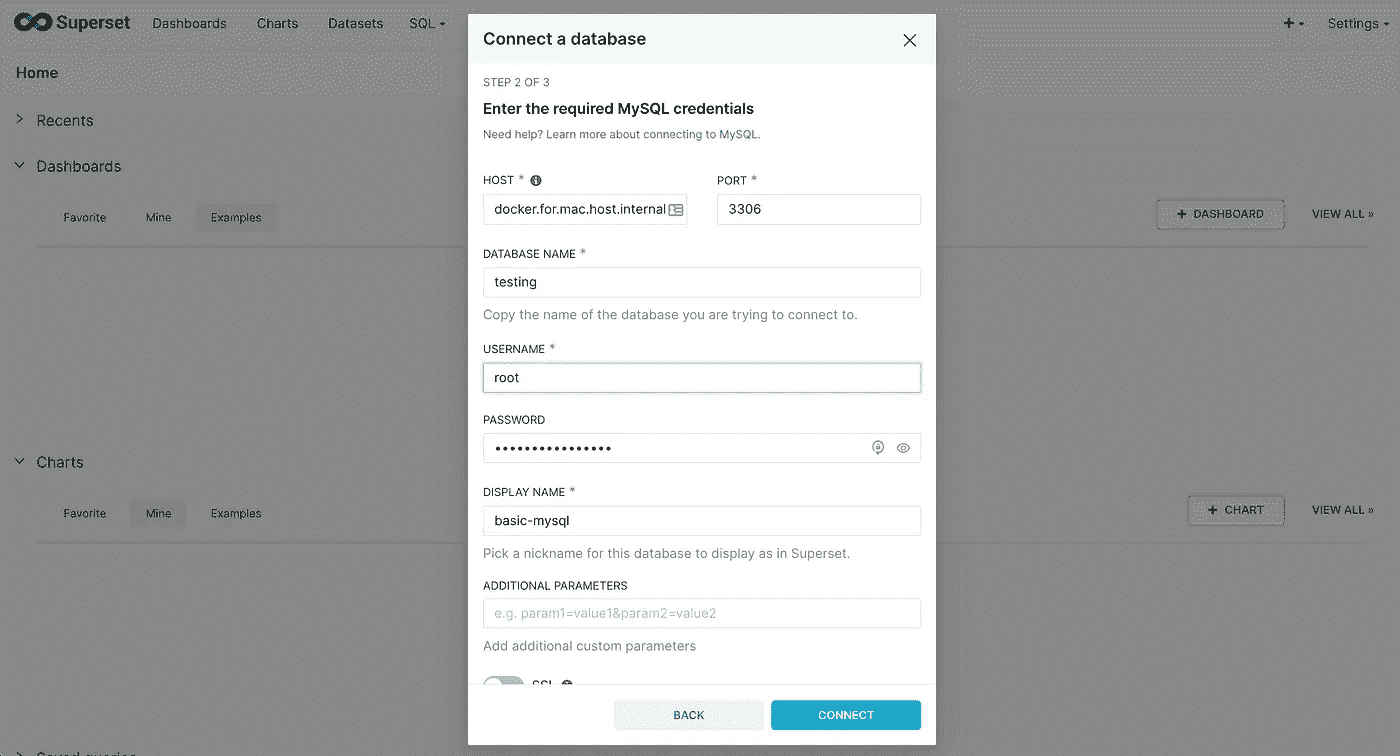 Superset Dashboards Charts Datasets SQL Settings
Home
Recents
Dashboards
Favorite Mine Examples
+ DASHBOARD VIEW ALL »
Charts
Favorite Mine Examples
+ CHART VIEW ALL »
Saved queries
Connect a database
STEP 2 OF 3
Enter the required MySQL credentials
Need help? Learn more about connecting to MySQL.
HOST * PORT *
docker.for.mac.host.internal 3306
DATABASE NAME *
testing
Copy the name of the database you are trying to connect to.
USERNAME *
root
PASSWORD
••••••••••••••••
DISPLAY NAME *
basic-mysql
Pick a nickname for this database to display as in Superset.
ADDITIONAL PARAMETERS
e.g. param1=value1&param2=value2
Add additional custom parameters
SSL
BACK CONNECT